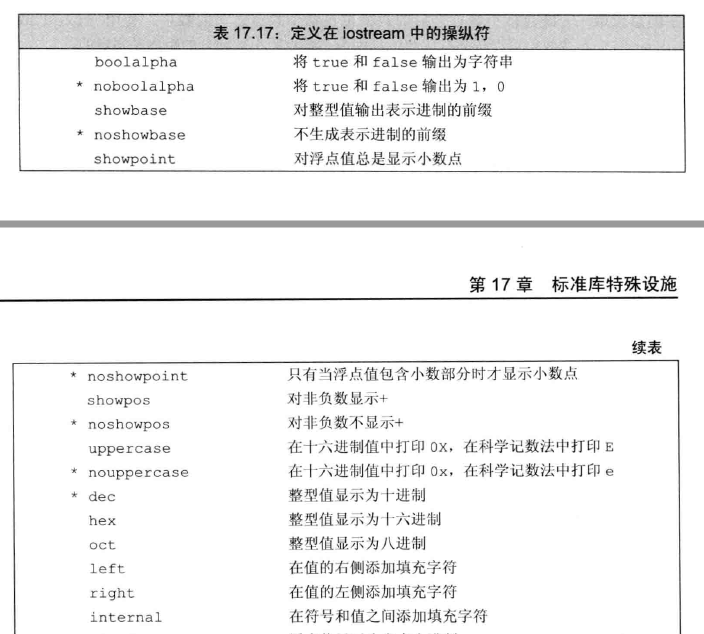 表 17.17：定义在 iostream 中的操纵符
boolalpha 将 true 和 false 输出为字符串
* noboolalpha 将 true 和 false 输出为 1，0
showbase 对整型值输出表示进制的前缀
* noshowbase 不生成表示进制的前缀
showpoint 对浮点值总是显示小数点
第 17 章 标准库特殊设施
续表
* noshowpoint 只有当浮点值包含小数部分时才显示小数点
showpos 对非负数显示+
* noshowpos 对非负数不显示+
uppercase 在十六进制值中打印 0X，在科学记数法中打印 E
* nouppercase 在十六进制值中打印 0x，在科学记数法中打印 e
* dec 整型值显示为十进制
hex 整型值显示为十六进制
oct 整型值显示为八进制
left 在值的右侧添加填充字符
right 在值的左侧添加填充字符
internal 在符号和值之间添加填充字符